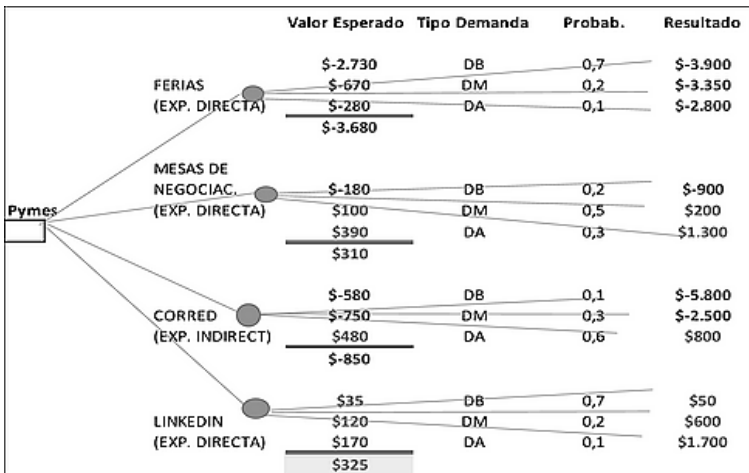 Valor Esperado Tipo Demanda Probab. Resultado
$-2.730 DB 0,7 $-3.900
FERIAS $-670 DM 0,2 $-3.350
(EXP. DIRECTA) $-280 DA 0,1 $-2.800
$-3.680
MESAS DE
NEGOCIAC. $-180 DB 0,2 $-900
Pymes (EXP. DIRECTA) $100 DM 0,5 $200
$390 DA 0,3 $1.300
$310
$-580 DB 0,1 $-5.800
CORRED $-750 DM 0,3 $-2.500
(EXP. INDIRECT) $480 DA 0,6 $800
$-850
$35 DB 0,7 $50
LINKEDIN $120 DM 0,2 $600
(EXP. DIRECTA) $170 DA 0,1 $1.700
$325